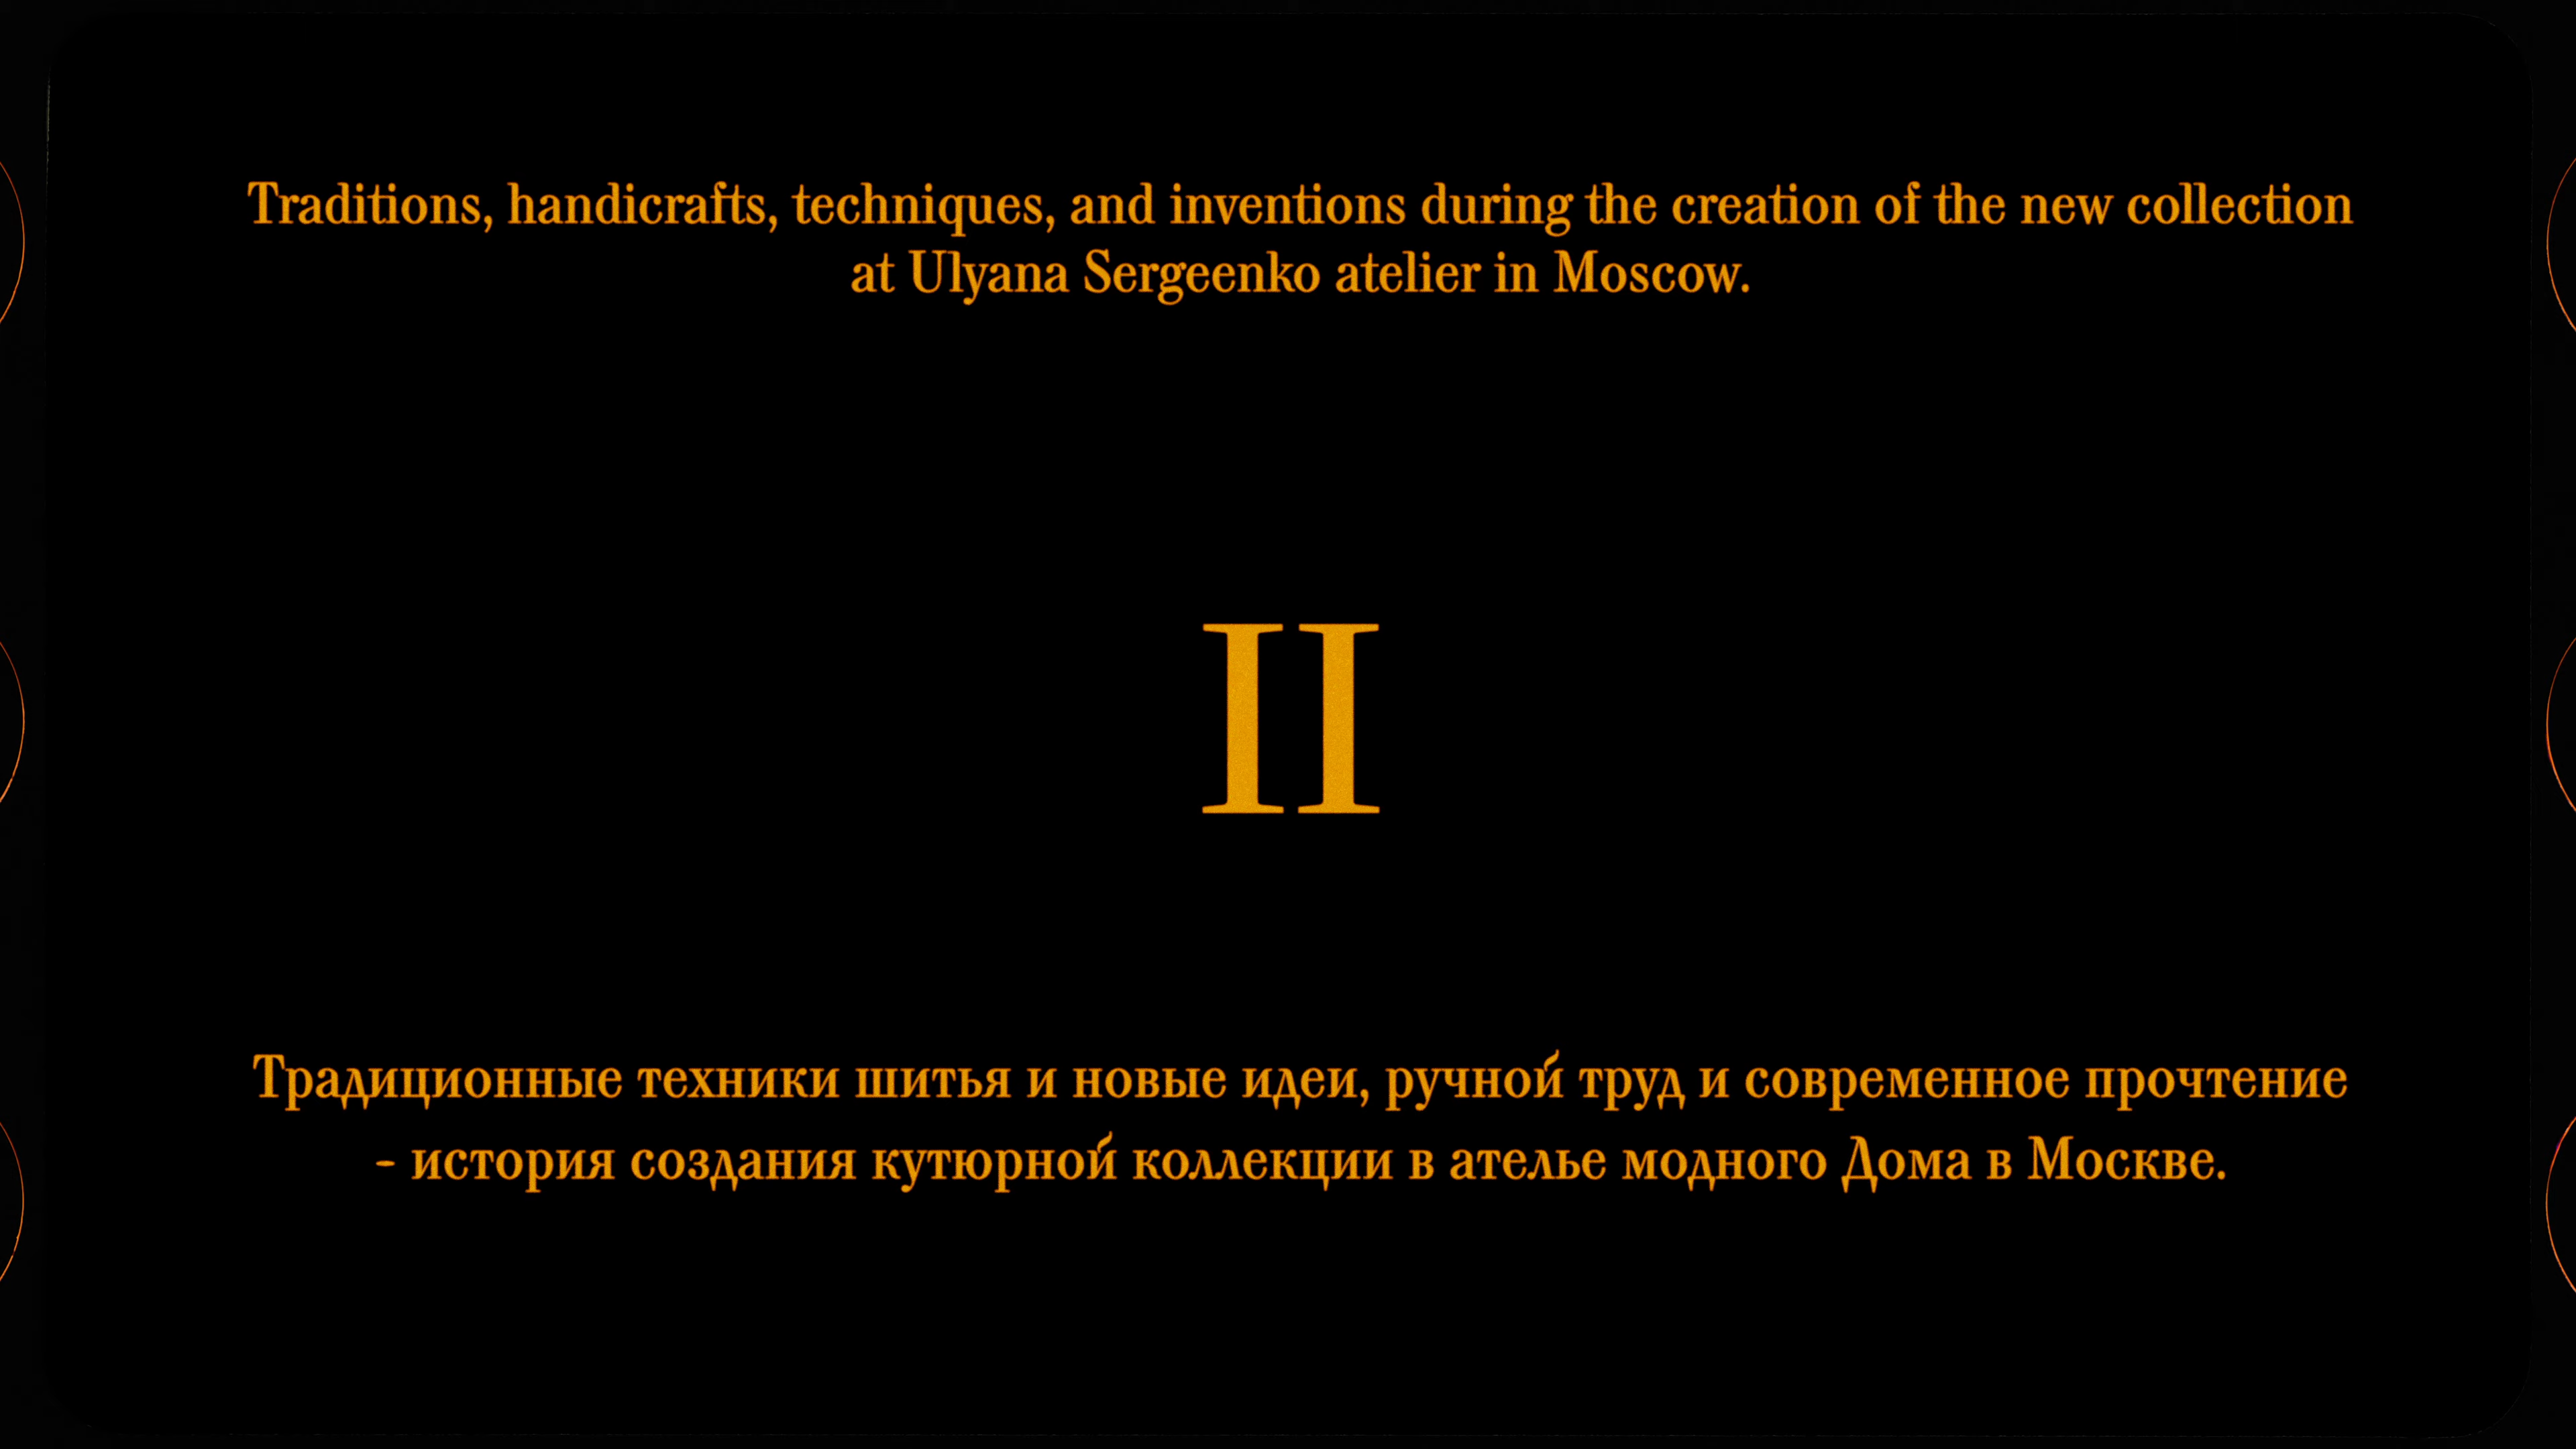 Traditions, handicrafts, techniques, and inventions during the creation of the new collection
at Ulyana Sergeenko atelier in Moscow.
II
Традиционные техники шитья и новые идеи, ручной труд и современное прочтение
- история создания кутюрной коллекции в ателье модного Дома в Москве.